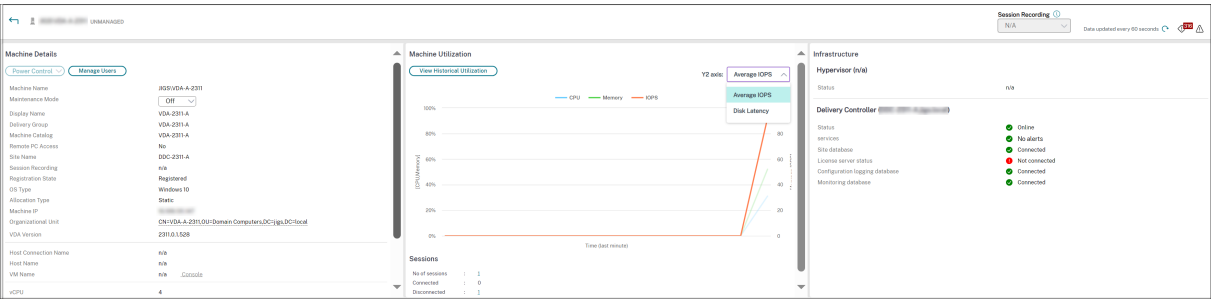 UNMANAGED
Session Recording
N/A
Data updated every 60 seconds
Machine Details
Power Control
Manage Users
Machine Name JIGS\VDA-A-2311
Maintenance Mode Off
Display Name VDA-2311-A
Delivery Group VDA-2311-A
Machine Catalog VDA-2311-A
Remote PC Access No
Site Name DDC-2311-A
Session Recording n/a
Registration State Registered
OS Type Windows 10
Allocation Type Static
Machine IP
Organizational Unit CN=VDA-A-2311,OU=Domain Computers,DC=jigs,DC=local
VDA Version 2311.0.1.528
Host Connection Name n/a
Host Name n/a
VM Name n/a Console
vCPU 4
Machine Utilization
View Historical Utilization
Y2 axis: Average IOPS
Average IOPS
Disk Latency
CPU Memory IOPS
100%
80% 80
60% 60
40% 40
20% 20
0% 0
(CPU/Memory)
Time (last minute)
Sessions
No of sessions : 1
Connected : 0
Disconnected : 1
Infrastructure
Hypervisor (n/a)
Status n/a
Delivery Controller
Status Online
services No alerts
Site database Connected
License server status Not connected
Configuration logging database Connected
Monitoring database Connected